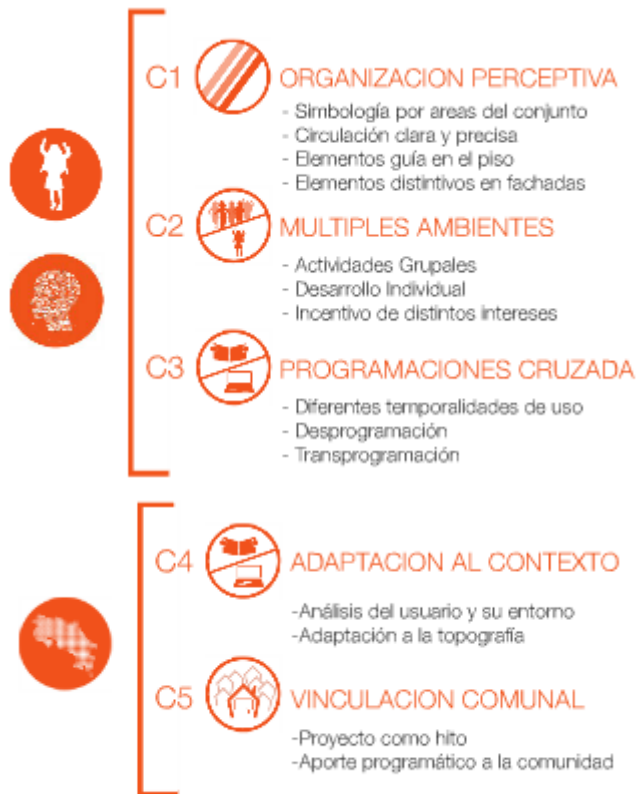 C1 ORGANIZACION PERCEPTIVA
- Simbología por areas del conjunto
- Circulación clara y precisa
- Elementos guía en el piso
- Elementos distintivos en fachadas
C2 MULTIPLES AMBIENTES
- Actividades Grupales
- Desarrollo Individual
- Incentivo de distintos intereses
C3 PROGRAMACIONES CRUZADA
- Diferentes temporalidades de uso
- Desprogramación
- Transprogramación
C4 ADAPTACION AL CONTEXTO
-Análisis del usuario y su entorno
-Adaptación a la topografía
C5 VINCULACION COMUNAL
-Proyecto como hito
-Aporte programático a la comunidad